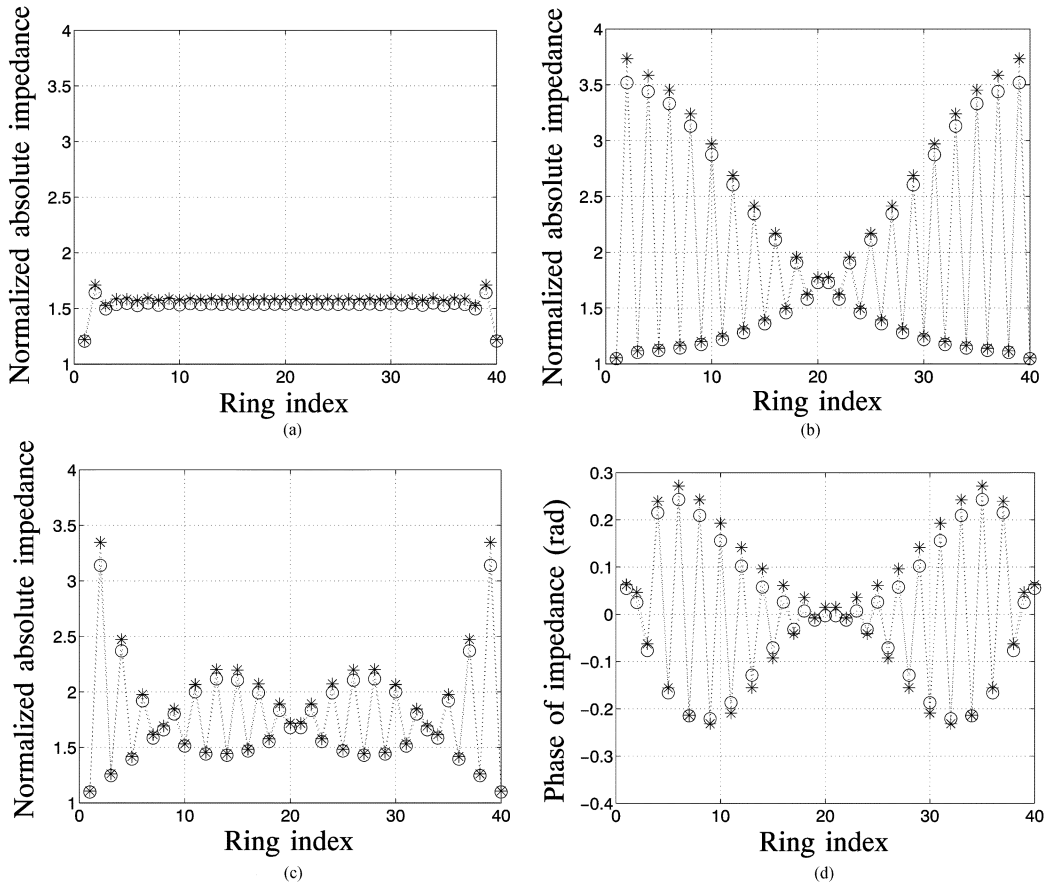 Normalized absolute impedance
4
3.5
3
2.5
2
1.5
1
0 10 20 30 40
Ring index
(a)
Normalized absolute impedance
4
3.5
3
2.5
2
1.5
1
0 10 20 30 40
Ring index
(b)
Normalized absolute impedance
4
3.5
3
2.5
2
1.5
1
0 10 20 30 40
Ring index
(c)
Phase of impedance (rad)
0.3
0.2
0.1
0
−0.1
−0.2
−0.3
−0.4
0 10 20 30 40
Ring index
(d)